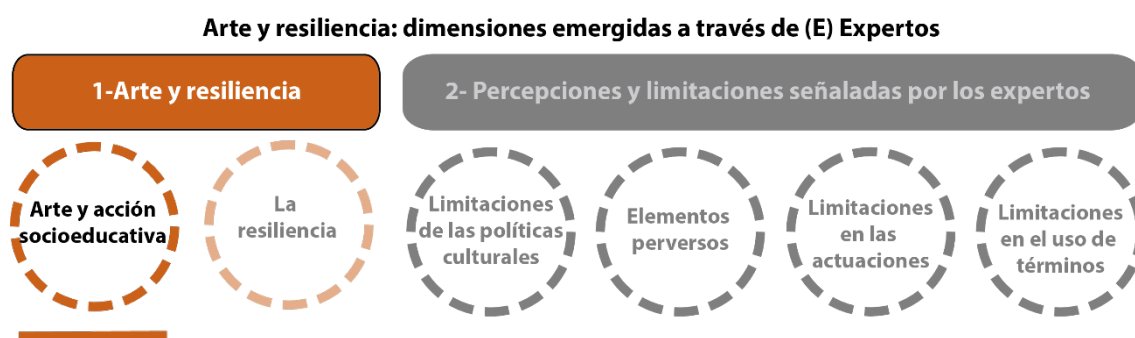 Arte y resiliencia: dimensiones emergidas a través de (E) Expertos
1-Arte y resiliencia
2- Percepciones y limitaciones señaladas por los expertos
Arte y acción
socioeducativa
La
resiliencia
Limitaciones
de las políticas
culturales
Elementos
perversos
Limitaciones
en las
actuaciones
Limitaciones
en el uso de
términos